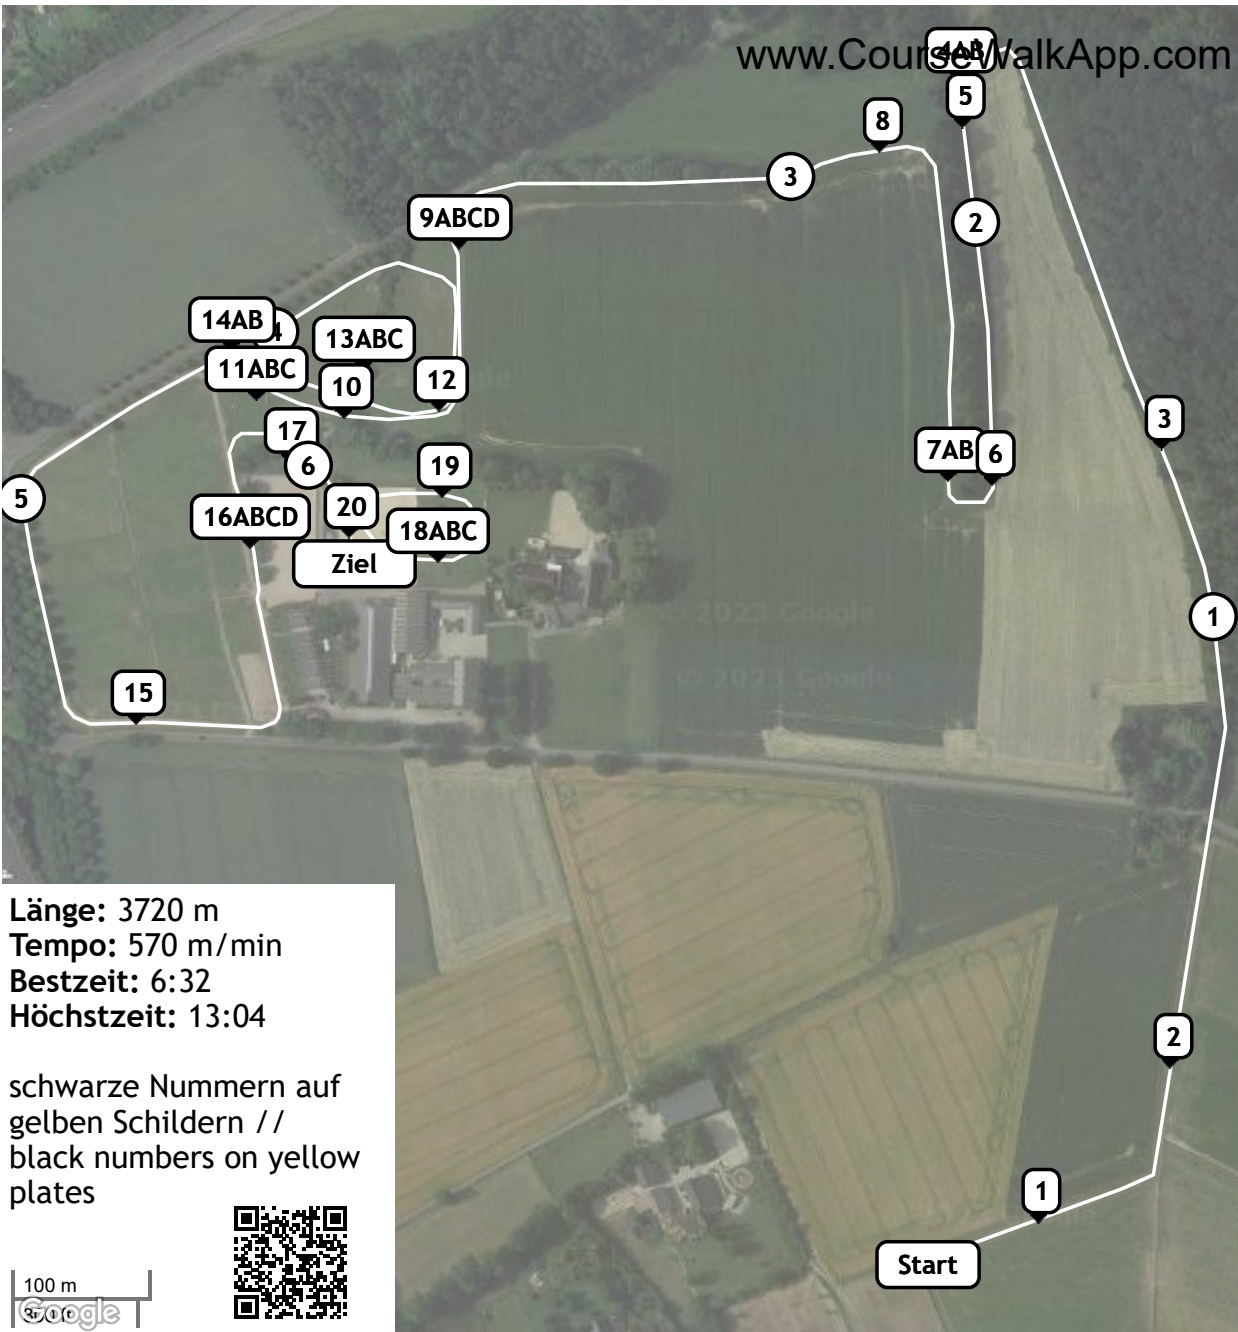 www.CourseWalkApp.com
4AB
5
8
3
2
9ABCD
14AB
4
13ABC
11ABC
10
12
3
17
7AB
6
6
19
5
20
16ABCD
18ABC
Ziel
© 2023 Google
1
© 2023 Google
15
Länge: 3720 m
Tempo: 570 m/min
Bestzeit: 6:32
Höchstzeit: 13:04
schwarze Nummern auf
gelben Schildern //
black numbers on yellow
plates
2
1
Start
100 m
Google